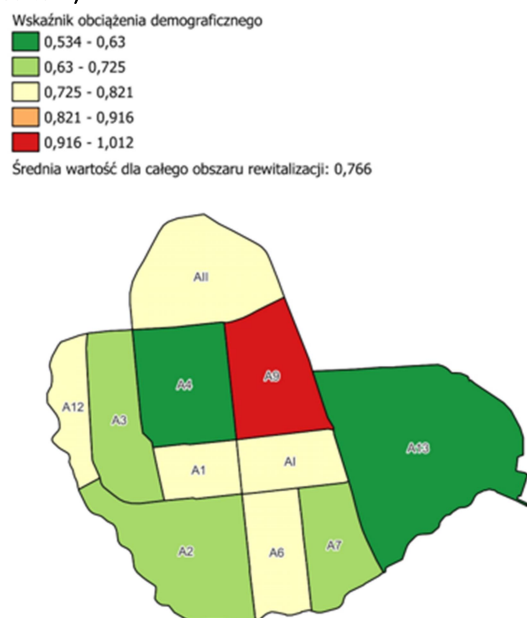 Wskaźnik obciążenia demograficznego
0,534 - 0,63
0,63 - 0,725
0,725 - 0,821
0,821 - 0,916
0,916 - 1,012
Średnia wartość dla całego obszaru rewitalizacji: 0,766
AII
A4
A9
A12
A3
A13
A1
AI
A2
A6
A7